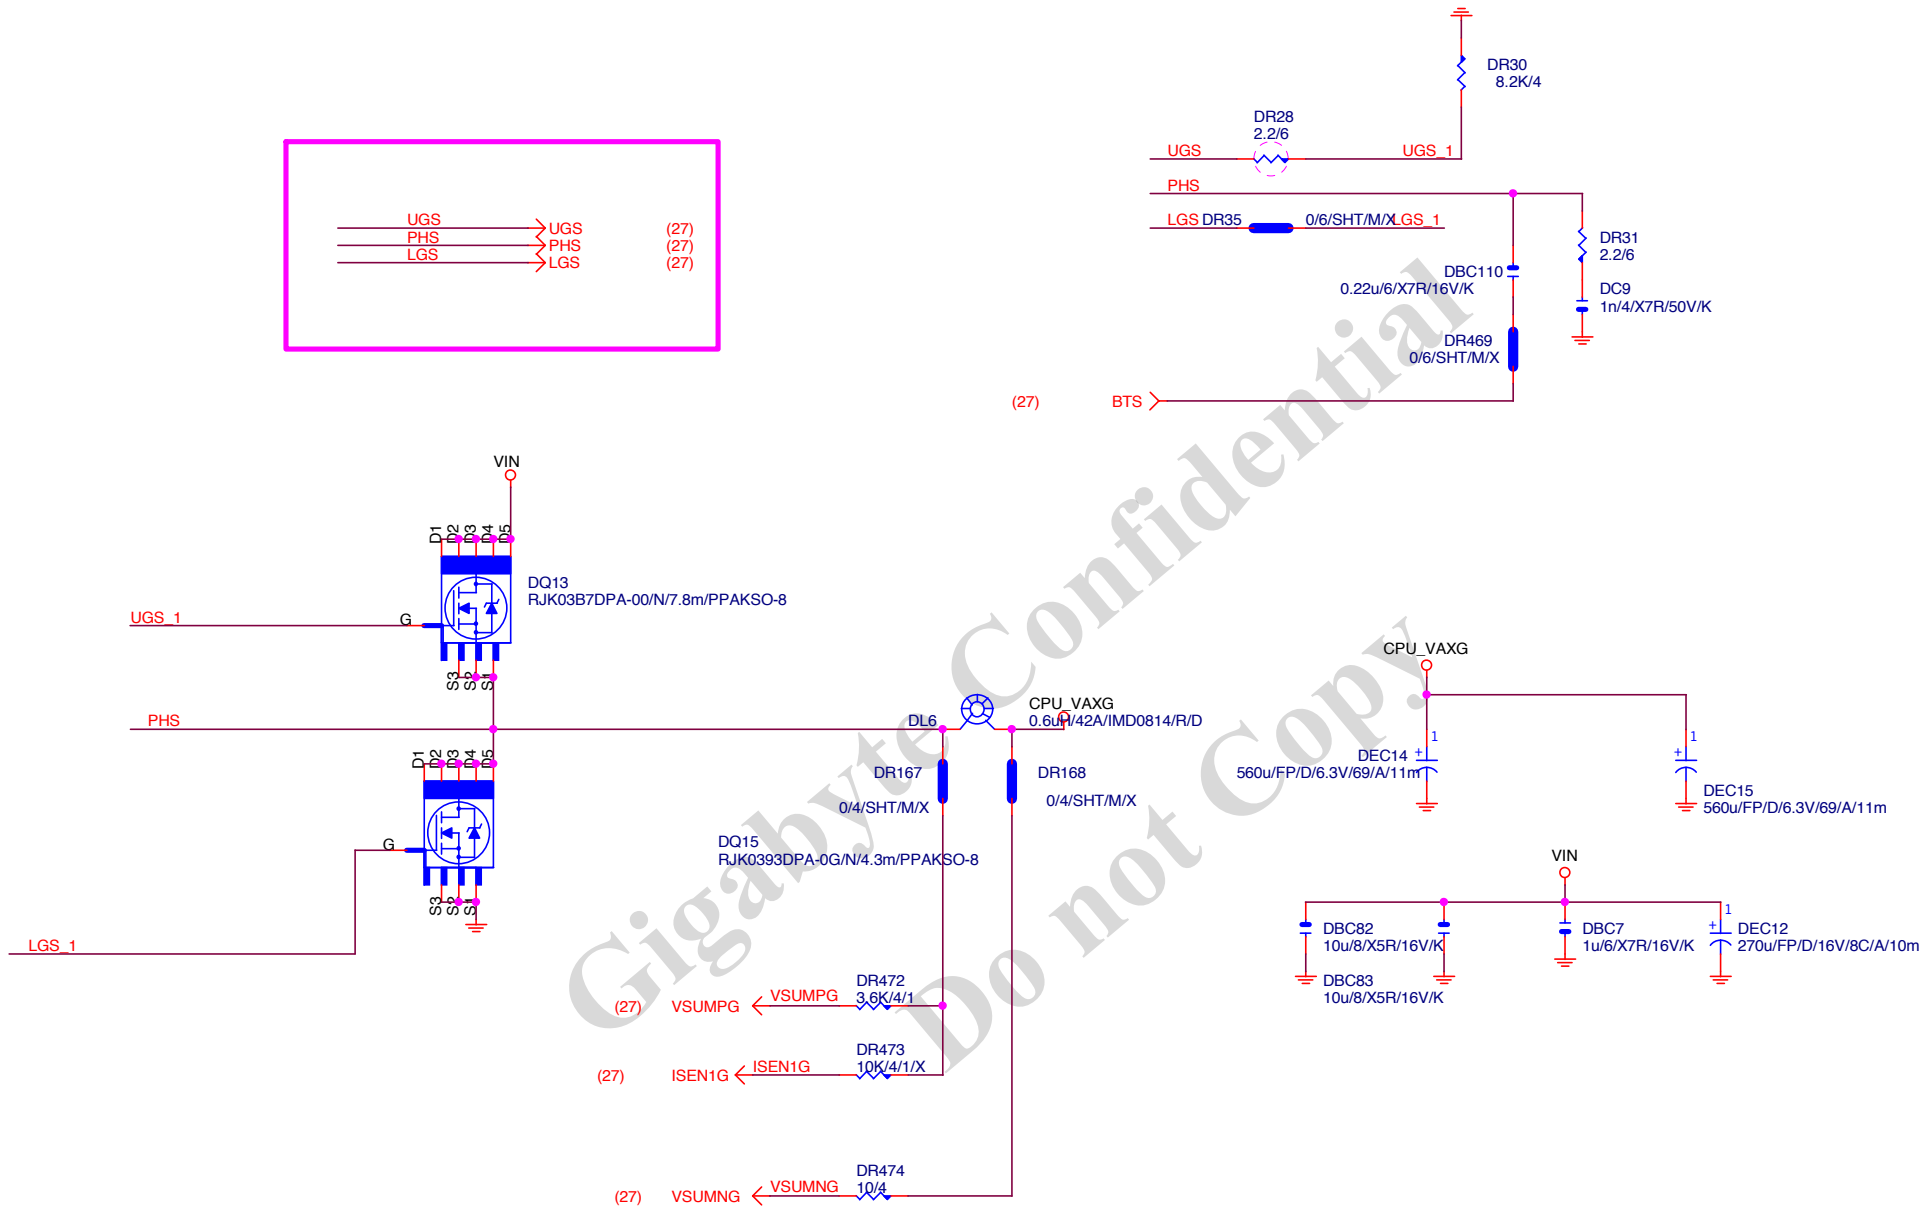 DR30
8.2K/4
DR28
2.2/6
UGS
UGS_1
PHS
LGS
DR35
0/6/SHT/M/X
LGS_1
DR31
2.2/6
DBC110
0.22u/6/X7R/16V/K
DC9
1n/4/X7R/50V/K
DR469
0/6/SHT/M/X
(27)
BTS
UGS
UGS
(27)
PHS
PHS
(27)
LGS
LGS
(27)
VIN
D1
D2
D3
D4
D5
DQ13
RJK03B7DPA-00/N/7.8m/PPAKSO-8
UGS_1
G
S3
S2
S1
PHS
DL6
CPU_VAXG
0.6uH/42A/IMD0814/R/D
D1
D2
D3
D4
D5
DR167
0/4/SHT/M/X
DR168
0/4/SHT/M/X
G
DQ15
RJK0393DPA-0G/N/4.3m/PPAKSO-8
S3
S2
S1
LGS_1
CPU_VAXG
1
+
DEC14
560u/FP/D/6.3V/69/A/11m
1
+
DEC15
560u/FP/D/6.3V/69/A/11m
VIN
DBC82
10u/8/X5R/16V/K
DBC83
10u/8/X5R/16V/K
DBC7
1u/6/X7R/16V/K
1
+
DEC12
270u/FP/D/16V/8C/A/10m
(27)
VSUMPG
VSUMPG
DR472
3.6K/4/1
(27)
ISEN1G
ISEN1G
DR473
10K/4/1/X
(27)
VSUMNG
VSUMNG
DR474
10/4
Gigabyte Confidential
Do not Copy